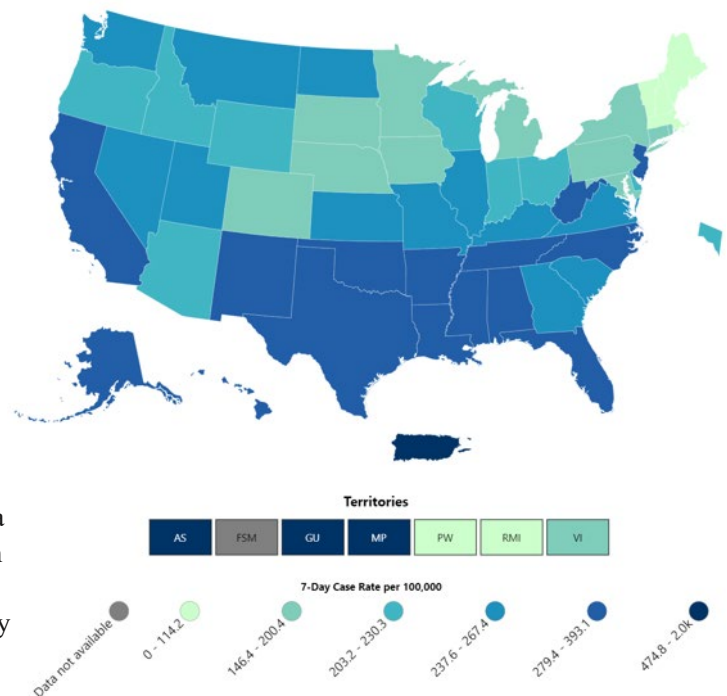 Territories
AS FSM GU MP PW RMI VI
7-Day Case Rate per 100,000
Data not available 0 - 114.2 146.4 - 200.4 203.2 - 230.3 237.6 - 267.4 279.4 - 393.1 474.8 - 2.0k
a